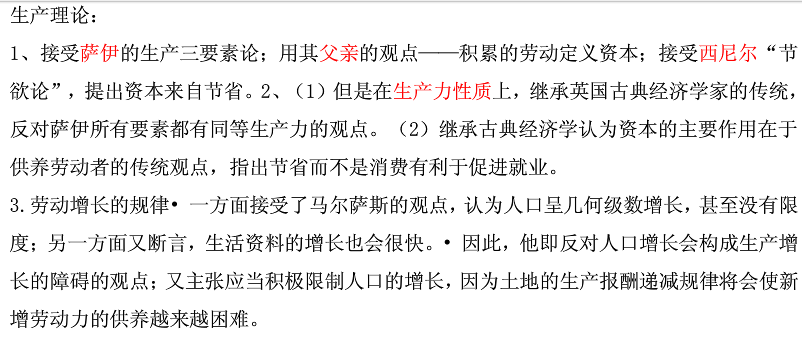 生产理论：
1、接受萨伊的生产三要素论；用其父亲的观点——积累的劳动定义资本；接受西尼尔“节
欲论”，提出资本来自节省。2、（1）但是在生产力性质上，继承英国古典经济学家的传统，
反对萨伊所有要素都有同等生产力的观点。（2）继承古典经济学认为资本的主要作用在于
供养劳动者的传统观点，指出节省而不是消费有利于促进就业。
3.劳动增长的规律• 一方面接受了马尔萨斯的观点，认为人口呈几何级数增长，甚至没有限
度；另一方面又断言，生活资料的增长也会很快。• 因此，他即反对人口增长会构成生产增
长的障碍的观点；又主张应当积极限制人口的增长，因为土地的生产报酬递减规律将会使新
增劳动力的供养越来越困难。